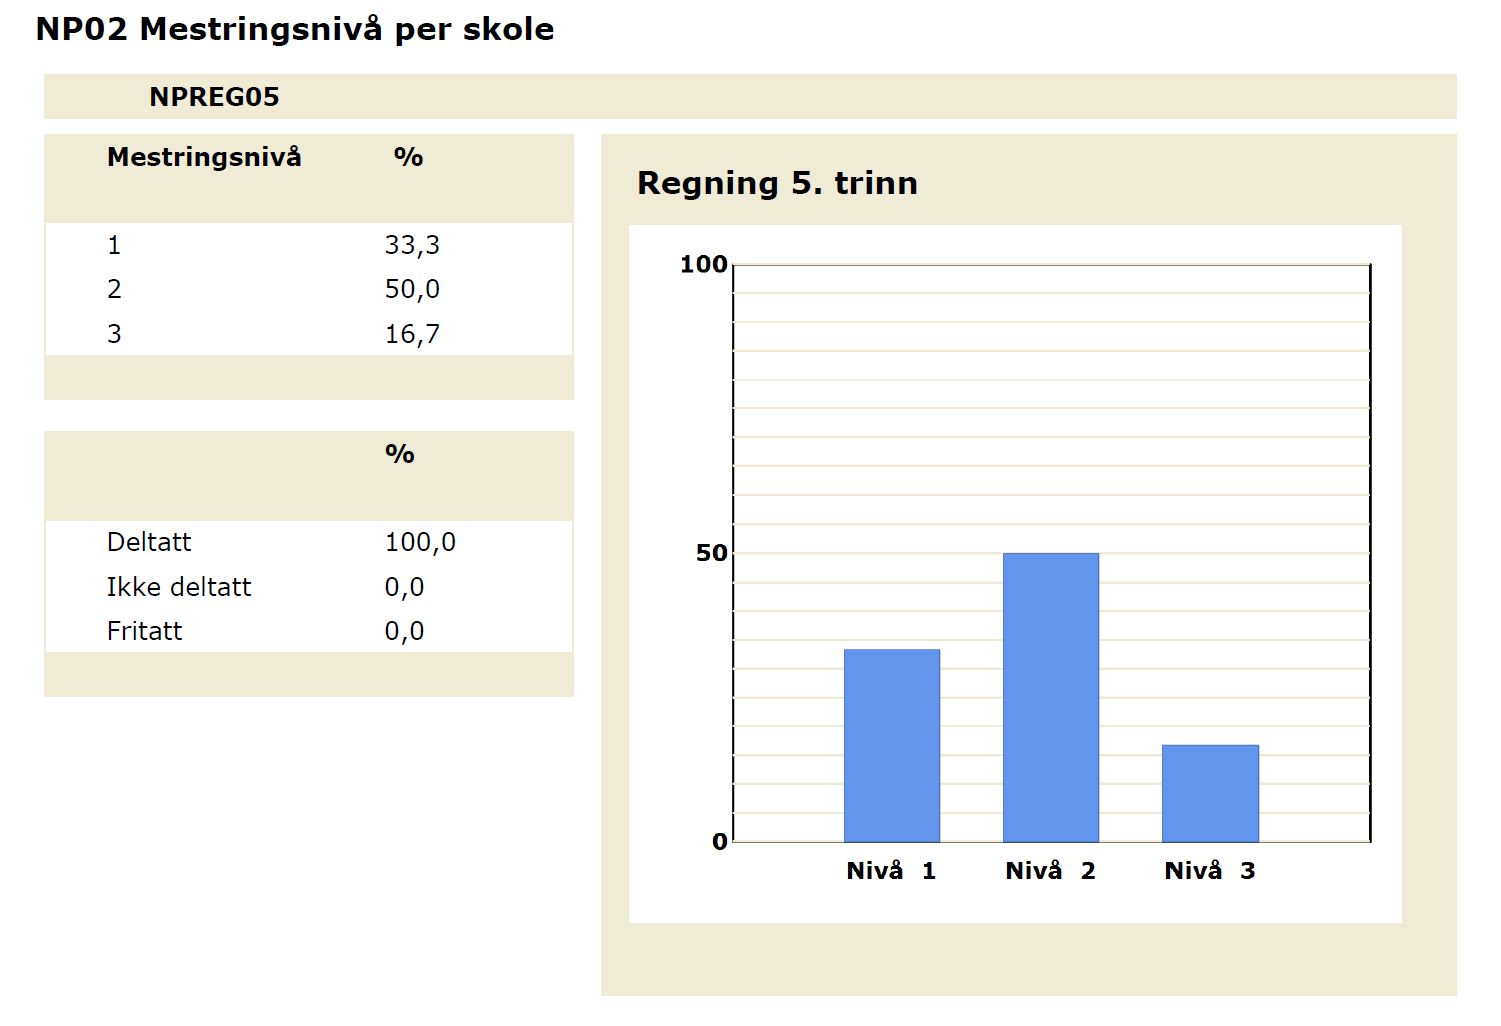 NP02 Mestringsnivå per skole
NPREG05
Mestringsnivå %
1 33,3
2 50,0
3 16,7
%
Deltatt 100,0
Ikke deltatt 0,0
Fritatt 0,0
Regning 5. trinn
100
50
0
Nivå 1 Nivå 2 Nivå 3